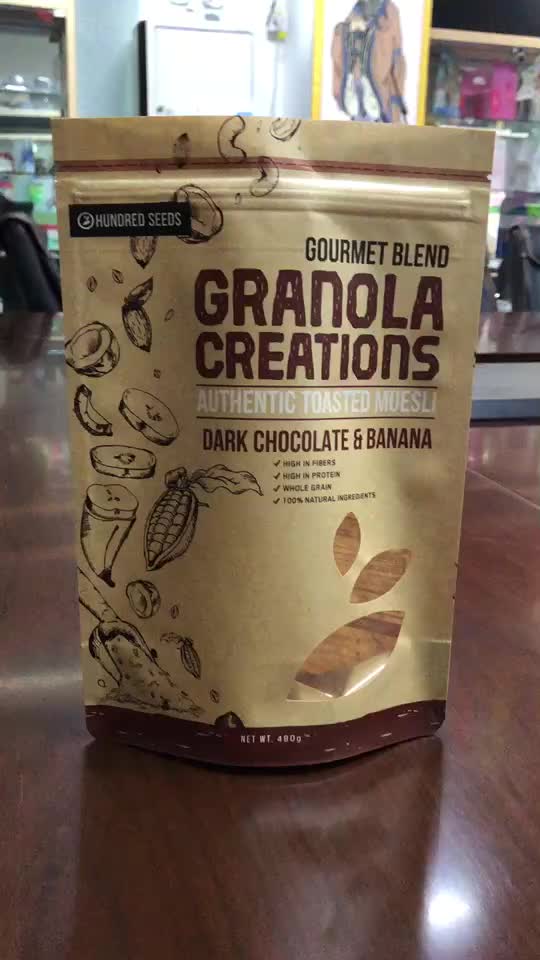 HUNDRED SEEDS
GOURMET BLEND
GRANOLA
CREATIONS
AUTHENTIC TOASTED MUESLI
DARK CHOCOLATE & BANANA
✓ HIGH IN FIBERS
✓ HIGH IN PROTEIN
✓ WHOLE GRAIN
✓ 100% NATURAL INGREDIENTS
NET WT. 480g